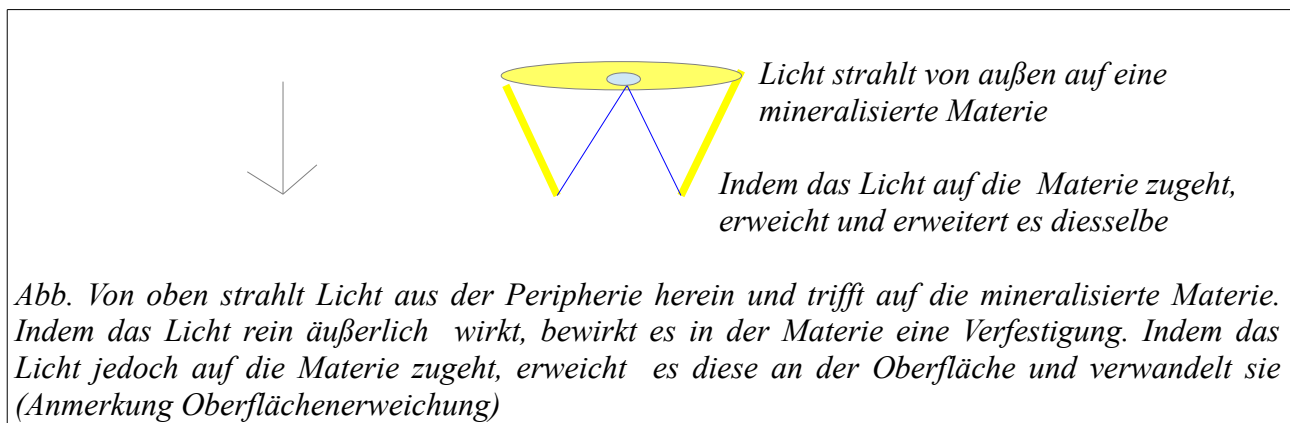 Licht strahlt von außen auf eine
mineralisierte Materie
Indem das Licht auf die Materie zugeht,
erweicht und erweitert es diesselbe
Abb. Von oben strahlt Licht aus der Peripherie herein und trifft auf die mineralisierte Materie.
Indem das Licht rein äußerlich wirkt, bewirkt es in der Materie eine Verfestigung. Indem das
Licht jedoch auf die Materie zugeht, erweicht es diese an der Oberfläche und verwandelt sie
(Anmerkung Oberflächenerweichung)